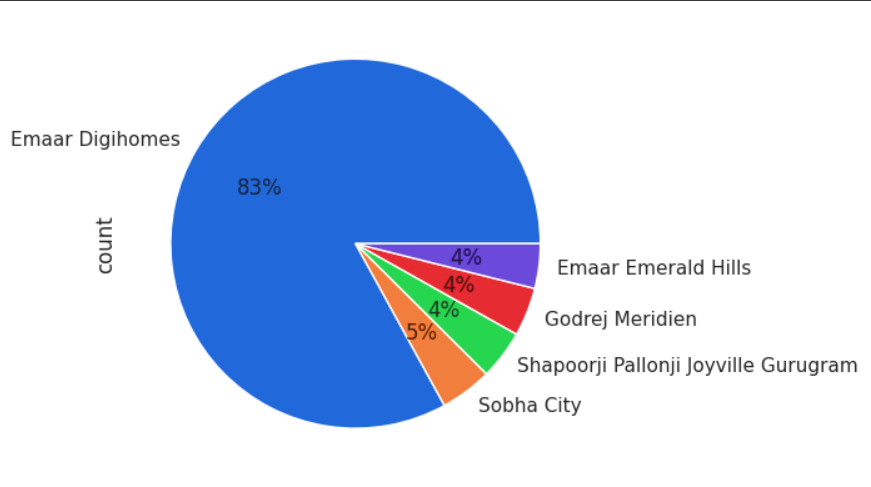 Emaar Digihomes
83%
count
4%
Emaar Emerald Hills
4%
Godrej Meridien
4%
Shapoorji Pallonji Joyville Gurugram
5%
Sobha City